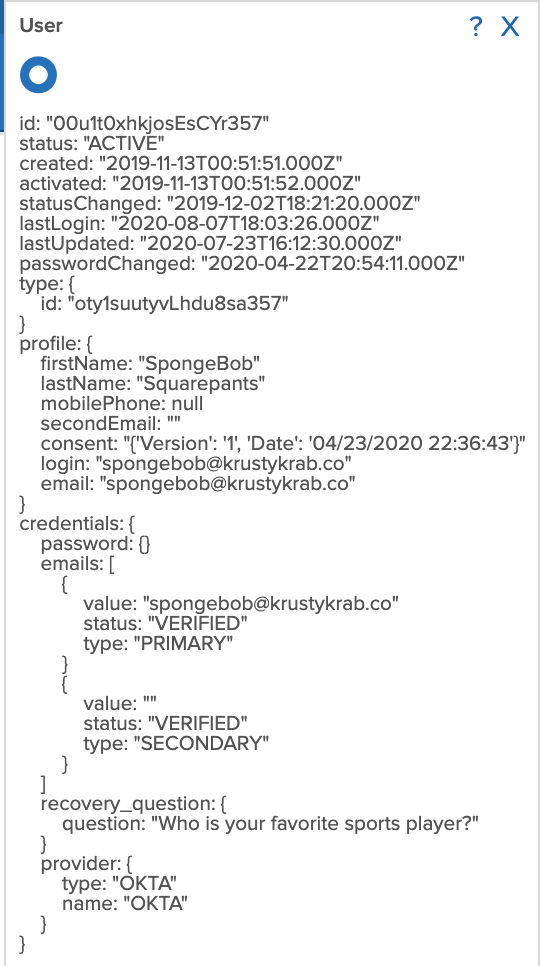 User
? X
id: "00u1t0xhkjosEsCYr357"
status: "ACTIVE"
created: "2019-11-13T00:51:51.000Z"
activated: "2019-11-13T00:51:52.000Z"
statusChanged: "2019-12-02T18:21:20.000Z"
lastLogin: "2020-08-07T18:03:26.000Z"
lastUpdated: "2020-07-23T16:12:30.000Z"
passwordChanged: "2020-04-22T20:54:11.000Z"
type: {
id: "oty1suutyvLhdu8sa357"
}
profile: {
firstName: "SpongeBob"
lastName: "Squarepants"
mobilePhone: null
secondEmail: ""
consent: "{'Version': '1', 'Date': '04/23/2020 22:36:43'}"
login: "spongebob@krustykrab.co"
email: "spongebob@krustykrab.co"
}
credentials: {
password: {}
emails: [
{
value: "spongebob@krustykrab.co"
status: "VERIFIED"
type: "PRIMARY"
}
{
value: ""
status: "VERIFIED"
type: "SECONDARY"
}
]
recovery_question: {
question: "Who is your favorite sports player?"
}
provider: {
type: "OKTA"
name: "OKTA"
}
}